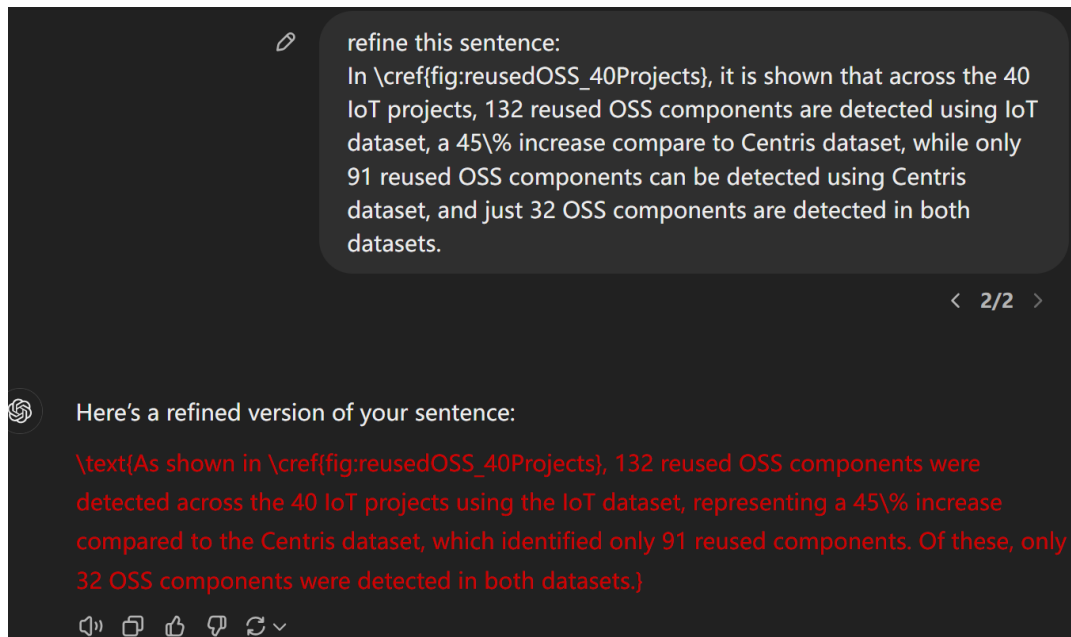 refine this sentence:
In \cref{fig:reusedOSS_40Projects}, it is shown that across the 40
IoT projects, 132 reused OSS components are detected using IoT
dataset, a 45\% increase compare to Centris dataset, while only
91 reused OSS components can be detected using Centris
dataset, and just 32 OSS components are detected in both
datasets.
2/2
Here's a refined version of your sentence:
\text{As shown in \cref{fig:reusedOSS_40Projects}, 132 reused OSS components were
detected across the 40 IoT projects using the IoT dataset, representing a 45\% increase
compared to the Centris dataset, which identified only 91 reused components. Of these, only
32 OSS components were detected in both datasets.}